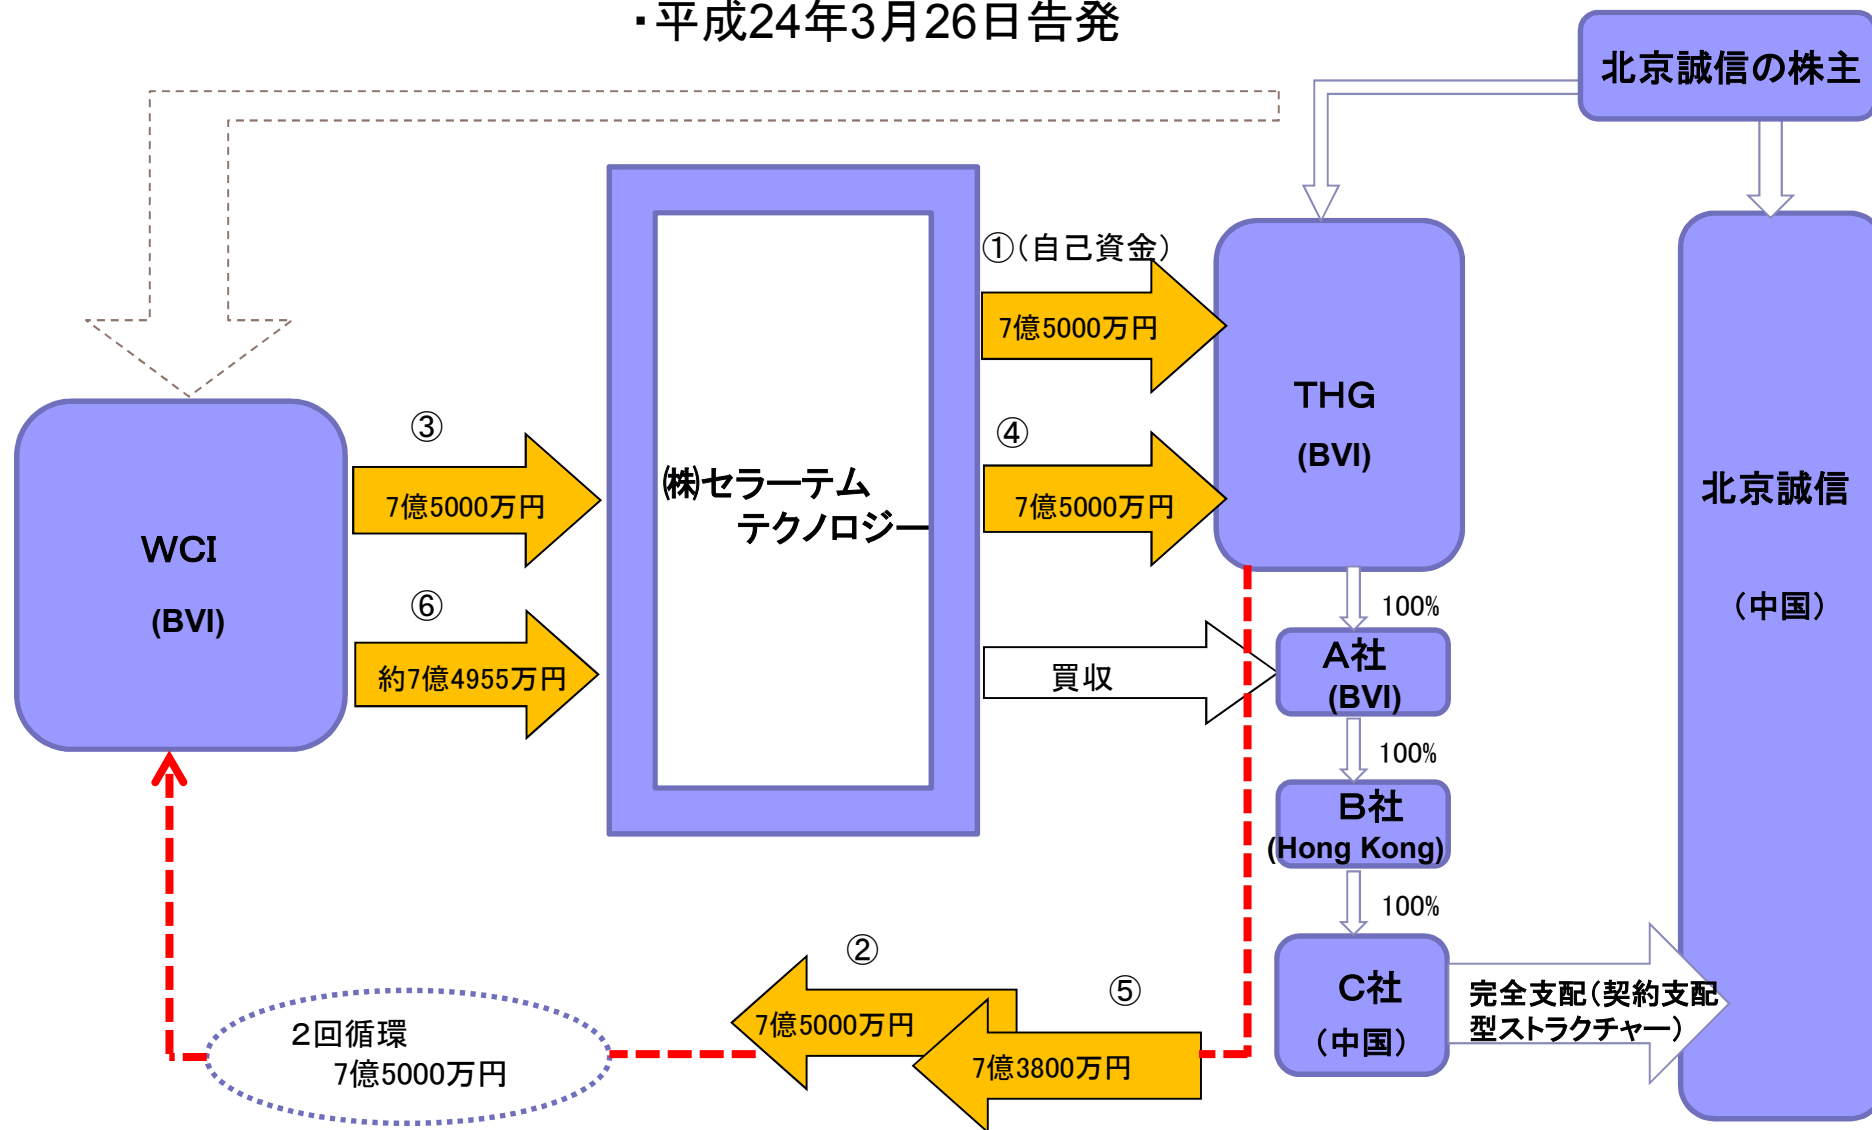 ・平成24年3月26日告発
北京誠信の株主
①（自己資金）
7億5000万円
THG
(BVI)
③
7億5000万円
④
7億5000万円
㈱セラーテム
テクノロジー
北京誠信
（中国）
WCI
(BVI)
⑥
約7億4955万円
買収
100%
A社
(BVI)
100%
B社
(Hong Kong)
100%
C社
（中国）
完全支配（契約支配
型ストラクチャー）
②
7億5000万円
⑤
7億3800万円
２回循環
7億5000万円